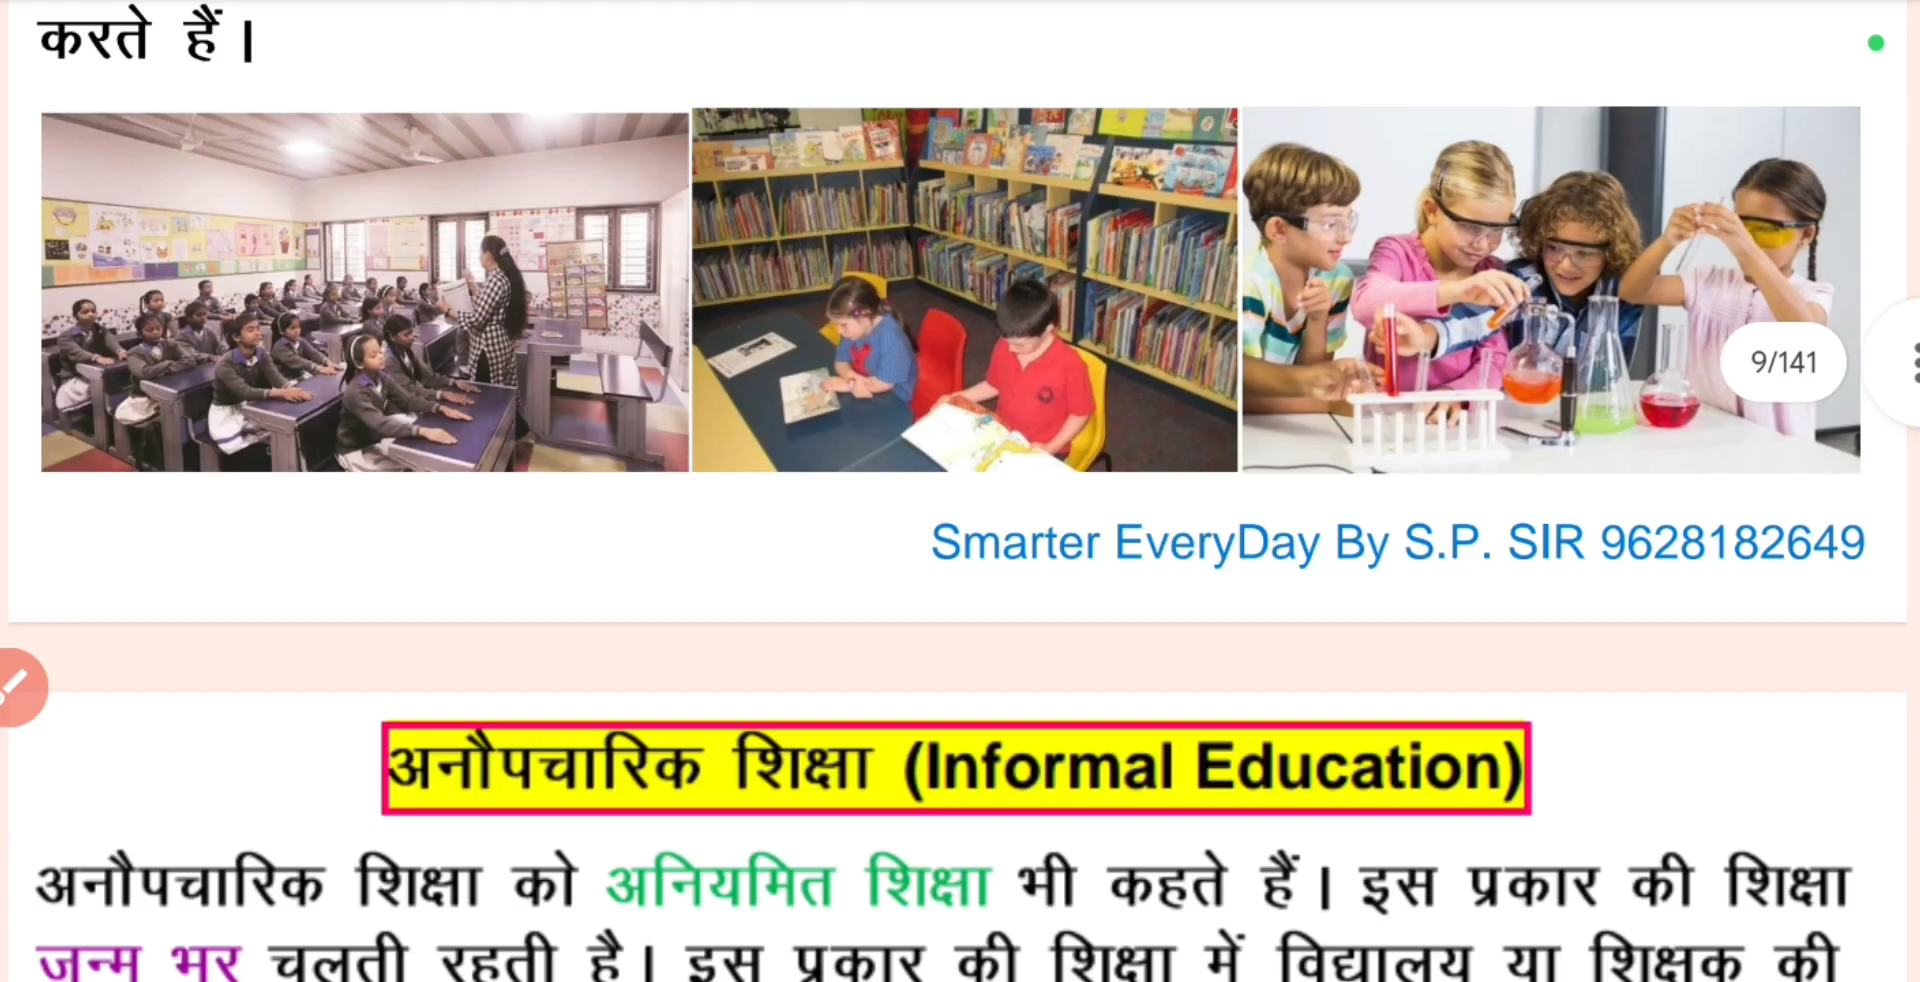 करते हैं।
9/141
Smarter EveryDay By S.P. SIR 9628182649
अनौपचारिक शिक्षा (Informal Education)
अनौपचारिक शिक्षा को अनियमित शिक्षा भी कहते हैं। इस प्रकार की शिक्षा
जन्म भर चलती रहती है। इस प्रकार की शिक्षा में विद्यालय या शिक्षक की